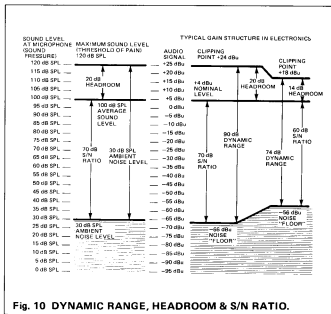 SOUND LEVEL
AT MICROPHONE
(SOUND
PRESSURE)
MAXIMUM SOUND LEVEL
(THRESHOLD OF PAIN)
120 dB SPL
AUDIO
SIGNAL
TYPICAL GAIN STRUCTURE IN ELECTRONICS
CLIPPING
POINT +24 dBu
CLIPPING
POINT
+18 dBu
120 dB SPL
115 dB SPL
110 dB SPL
105 dB SPL
100 dB SPL
95 dB SPL
90 dB SPL
85 dB SPL
80 dB SPL
75 dB SPL
70 dB SPL
65 dB SPL
60 dB SPL
55 dB SPL
50 dB SPL
45 dB SPL
40 dB SPL
35 dB SPL
30 dB SPL
25 dB SPL
20 dB SPL
15 dB SPL
10 dB SPL
5 dB SPL
0 dB SPL
20 dB
HEADROOM
100 dB SPL
AVERAGE
SOUND
LEVEL
70 dB
S/N
RATIO
30 dB SPL
AMBIENT
NOISE LEVEL
30 dB SPL
AMBIENT
NOISE LEVEL
+25 dBu
+20 dBu
+15 dBu
+10 dBu
+5 dBu
0 dBu
-5 dBu
-10 dBu
-15 dBu
-20 dBu
-25 dBu
-30 dBu
-35 dBu
-40 dBu
-45 dBu
-50 dBu
-55 dBu
-60 dBu
-65 dBu
-70 dBu
-75 dBu
-80 dBu
-85 dBu
-90 dBu
-95 dBu
+4 dBu
NOMINAL
LEVEL
20 dB
HEADROOM
14 dB
HEADROOM
90 dB
DYNAMIC
RANGE
70 dB
S/N
RATIO
60 dB
S/N
RATIO
74 dB
DYNAMIC
RANGE
-66 dBu
NOISE
"FLOOR"
-56 dBu
NOISE
"FLOOR"
Fig. 10 DYNAMIC RANGE, HEADROOM & S/N RATIO.